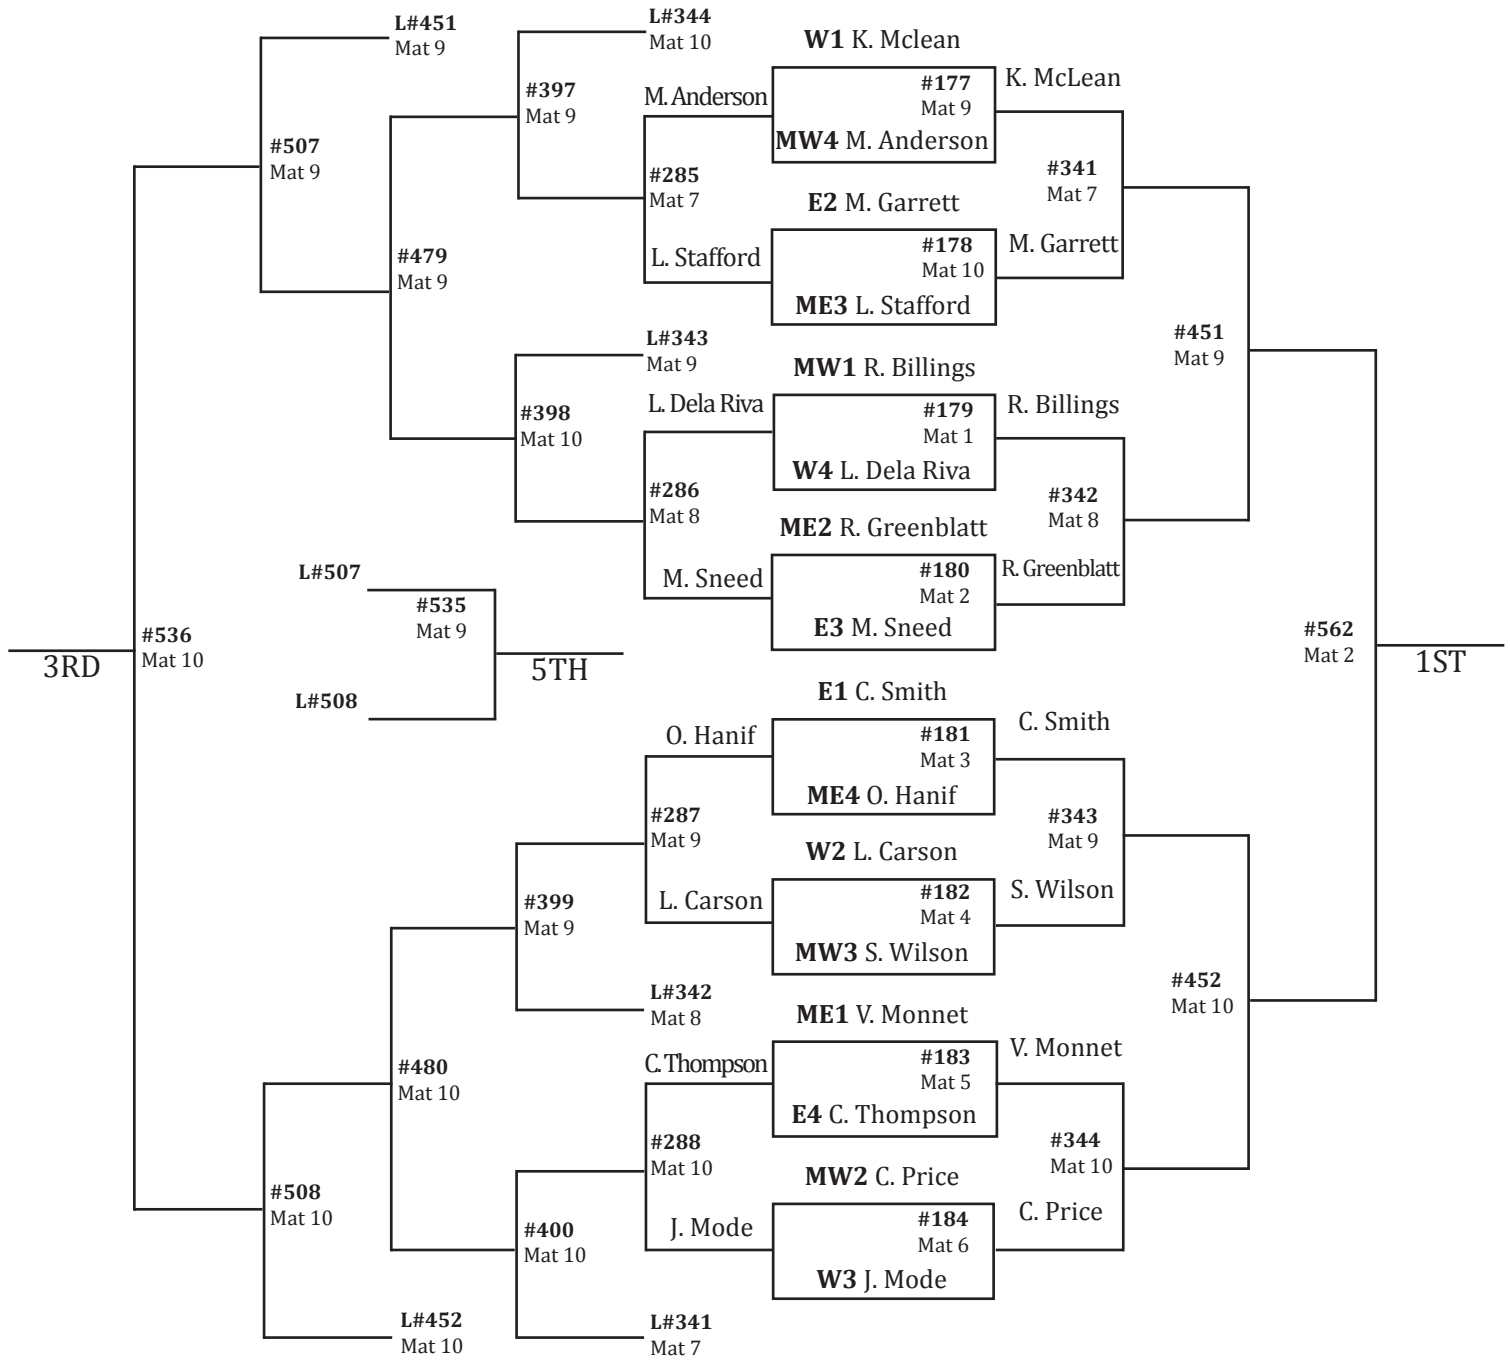 L#451
Mat 9
L#344
Mat 10
W1 K. Mclean
#397
Mat 9
M. Anderson
#177
Mat 9
K. McLean
MW4 M. Anderson
#507
Mat 9
#285
Mat 7
#341
Mat 7
E2 M. Garrett
#479
Mat 9
L. Stafford
#178
Mat 10
M. Garrett
ME3 L. Stafford
L#343
Mat 9
#451
Mat 9
MW1 R. Billings
#398
Mat 10
L. Dela Riva
#179
Mat 1
R. Billings
W4 L. Dela Riva
#286
Mat 8
#342
Mat 8
ME2 R. Greenblatt
L#507
M. Sneed
#180
Mat 2
R. Greenblatt
#535
Mat 9
E3 M. Sneed
#536
Mat 10
3RD
5TH
#562
Mat 2
1ST
L#508
E1 C. Smith
O. Hanif
#181
Mat 3
C. Smith
ME4 O. Hanif
#287
Mat 9
#343
Mat 9
W2 L. Carson
#399
Mat 9
L. Carson
#182
Mat 4
S. Wilson
MW3 S. Wilson
L#342
Mat 8
#452
Mat 10
ME1 V. Monnet
#480
Mat 10
C. Thompson
#183
Mat 5
V. Monnet
E4 C. Thompson
#288
Mat 10
#344
Mat 10
MW2 C. Price
#508
Mat 10
#400
Mat 10
J. Mode
#184
Mat 6
C. Price
W3 J. Mode
L#452
Mat 10
L#341
Mat 7